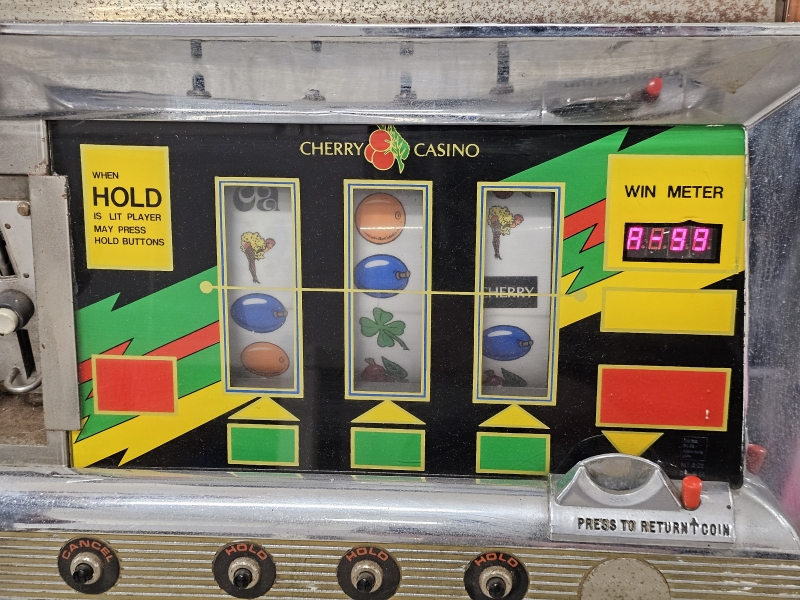 CHERRY CASINO
WHEN
HOLD
IS LIT PLAYER
MAY PRESS
HOLD BUTTONS
WIN METER
A-99
CHERRY
PRESS TO RETURN↑COIN
CANCEL
HOLD
HOLD
HOLD